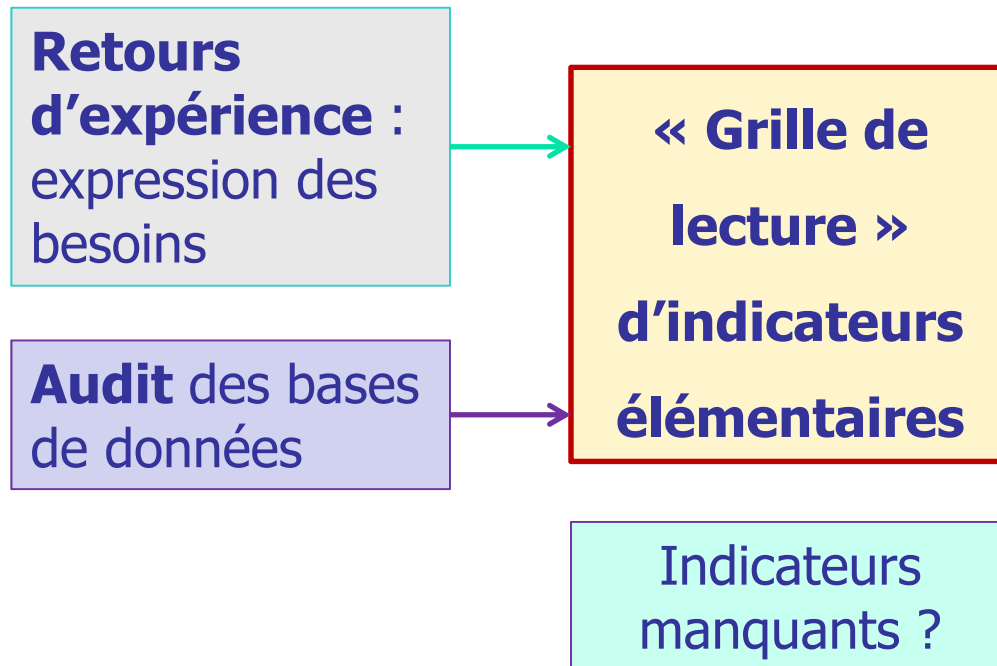 Retours
d’expérience :
expression des
besoins
Audit des bases
de données
« Grille de
lecture »
d’indicateurs
élémentaires
Indicateurs
manquants ?